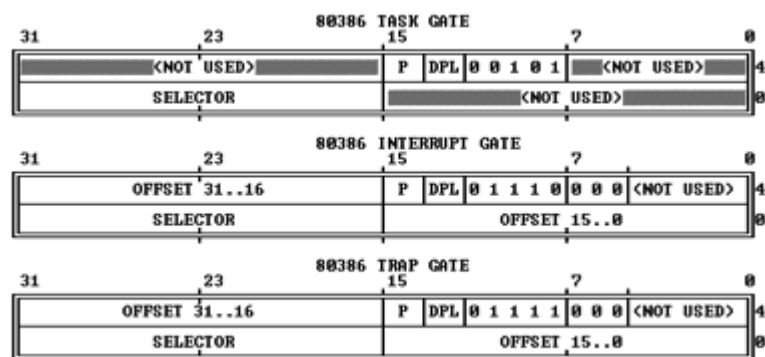 80386 TASK GATE
31 23 15 7 0
<NOT USED> P DPL 0 0 1 0 1 <NOT USED> 4
SELECTOR <NOT USED> 0
80386 INTERRUPT GATE
31 23 15 7 0
OFFSET 31..16 P DPL 0 1 1 1 0 0 0 0 <NOT USED> 4
SELECTOR OFFSET 15..0 0
80386 TRAP GATE
31 23 15 7 0
OFFSET 31..16 P DPL 0 1 1 1 1 0 0 0 <NOT USED> 4
SELECTOR OFFSET 15..0 0